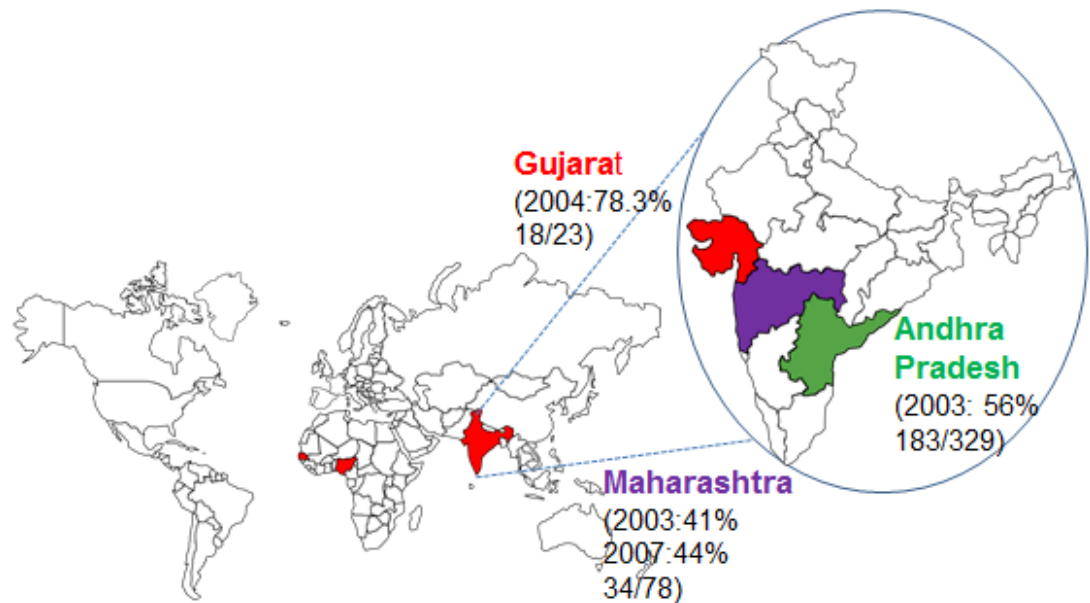 Gujarat
(2004:78.3%
18/23)
Andhra
Pradesh
(2003: 56%
183/329)
Maharashtra
(2003:41%
2007:44%
34/78)